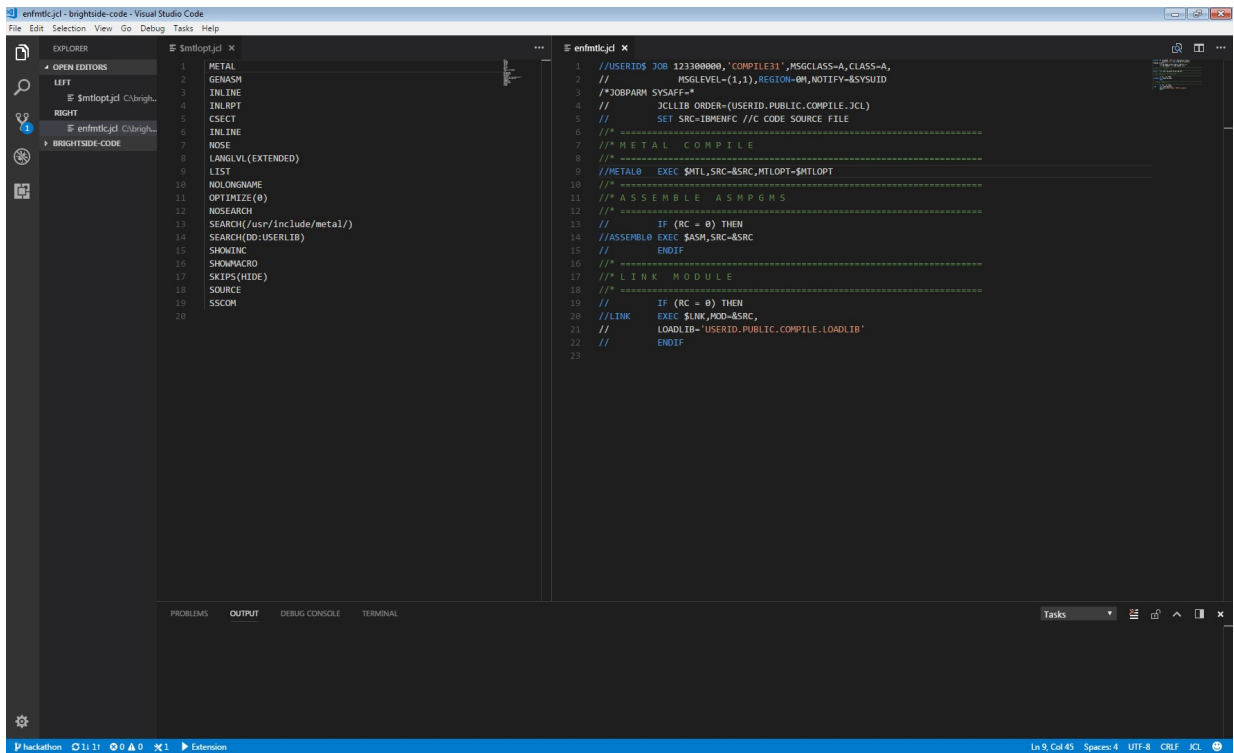 enfmtlc.jcl - brightside-code - Visual Studio Code
File Edit Selection View Go Debug Tasks Help
EXPLORER
OPEN EDITORS
LEFT
$mtlopt.jcl C:\brigh...
RIGHT
enfmtlc.jcl C:\brigh...
BRIGHTSIDE-CODE
1
$mtlopt.jcl ×
1 METAL
2 GENASM
3 INLINE
4 INLRPT
5 CSECT
6 INLINE
7 NOSE
8 LANGLVL(EXTENDED)
9 LIST
10 NOLONGNAME
11 OPTIMIZE(0)
12 NOSEARCH
13 SEARCH(/usr/include/metal/)
14 SEARCH(DD:USERLIB)
15 SHOWINC
16 SHOWMACRO
17 SKIPS(HIDE)
18 SOURCE
19 SSCOM
20
enfmtlc.jcl ×
1 //USERID$ JOB 123300000,'COMPILE31',MSGCLASS=A,CLASS=A,
2 // MSGLEVEL=(1,1),REGION=0M,NOTIFY=&SYSUID
3 /*JOBPARM SYSAFF=*
4 // JCLLIB ORDER=(USERID.PUBLIC.COMPILE.JCL)
5 // SET SRC=IBMENFC //C CODE SOURCE FILE
6 //* ==================================================================
7 //* M E T A L   C O M P I L E
8 //* ==================================================================
9 //METAL0 EXEC $MTL,SRC=&SRC,MTLOPT=$MTLOPT
10 //* ==================================================================
11 //* A S S E M B L E   A S M P G M S
12 //* ==================================================================
13 // IF (RC = 0) THEN
14 //ASSEMBL0 EXEC $ASM,SRC=&SRC
15 // ENDIF
16 //* ==================================================================
17 //* L I N K   M O D U L E
18 //* ==================================================================
19 // IF (RC = 0) THEN
20 //LINK EXEC $LNK,MOD=&SRC,
21 // LOADLIB='USERID.PUBLIC.COMPILE.LOADLIB'
22 // ENDIF
23
PROBLEMS OUTPUT DEBUG CONSOLE TERMINAL
Tasks
hackathon 1↓ 1↑ 0 0 1 Extension
Ln 9, Col 45 Spaces: 4 UTF-8 CRLF JCL